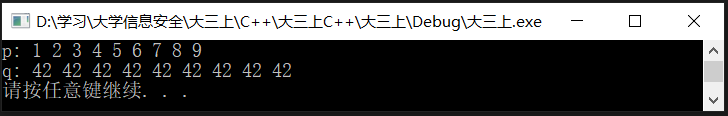 D:\学习\大学信息安全\大三上\C++\大三上C++\大三上\Debug\大三上.exe
p: 1 2 3 4 5 6 7 8 9
q: 42 42 42 42 42 42 42 42 42
请按任意键继续. . .